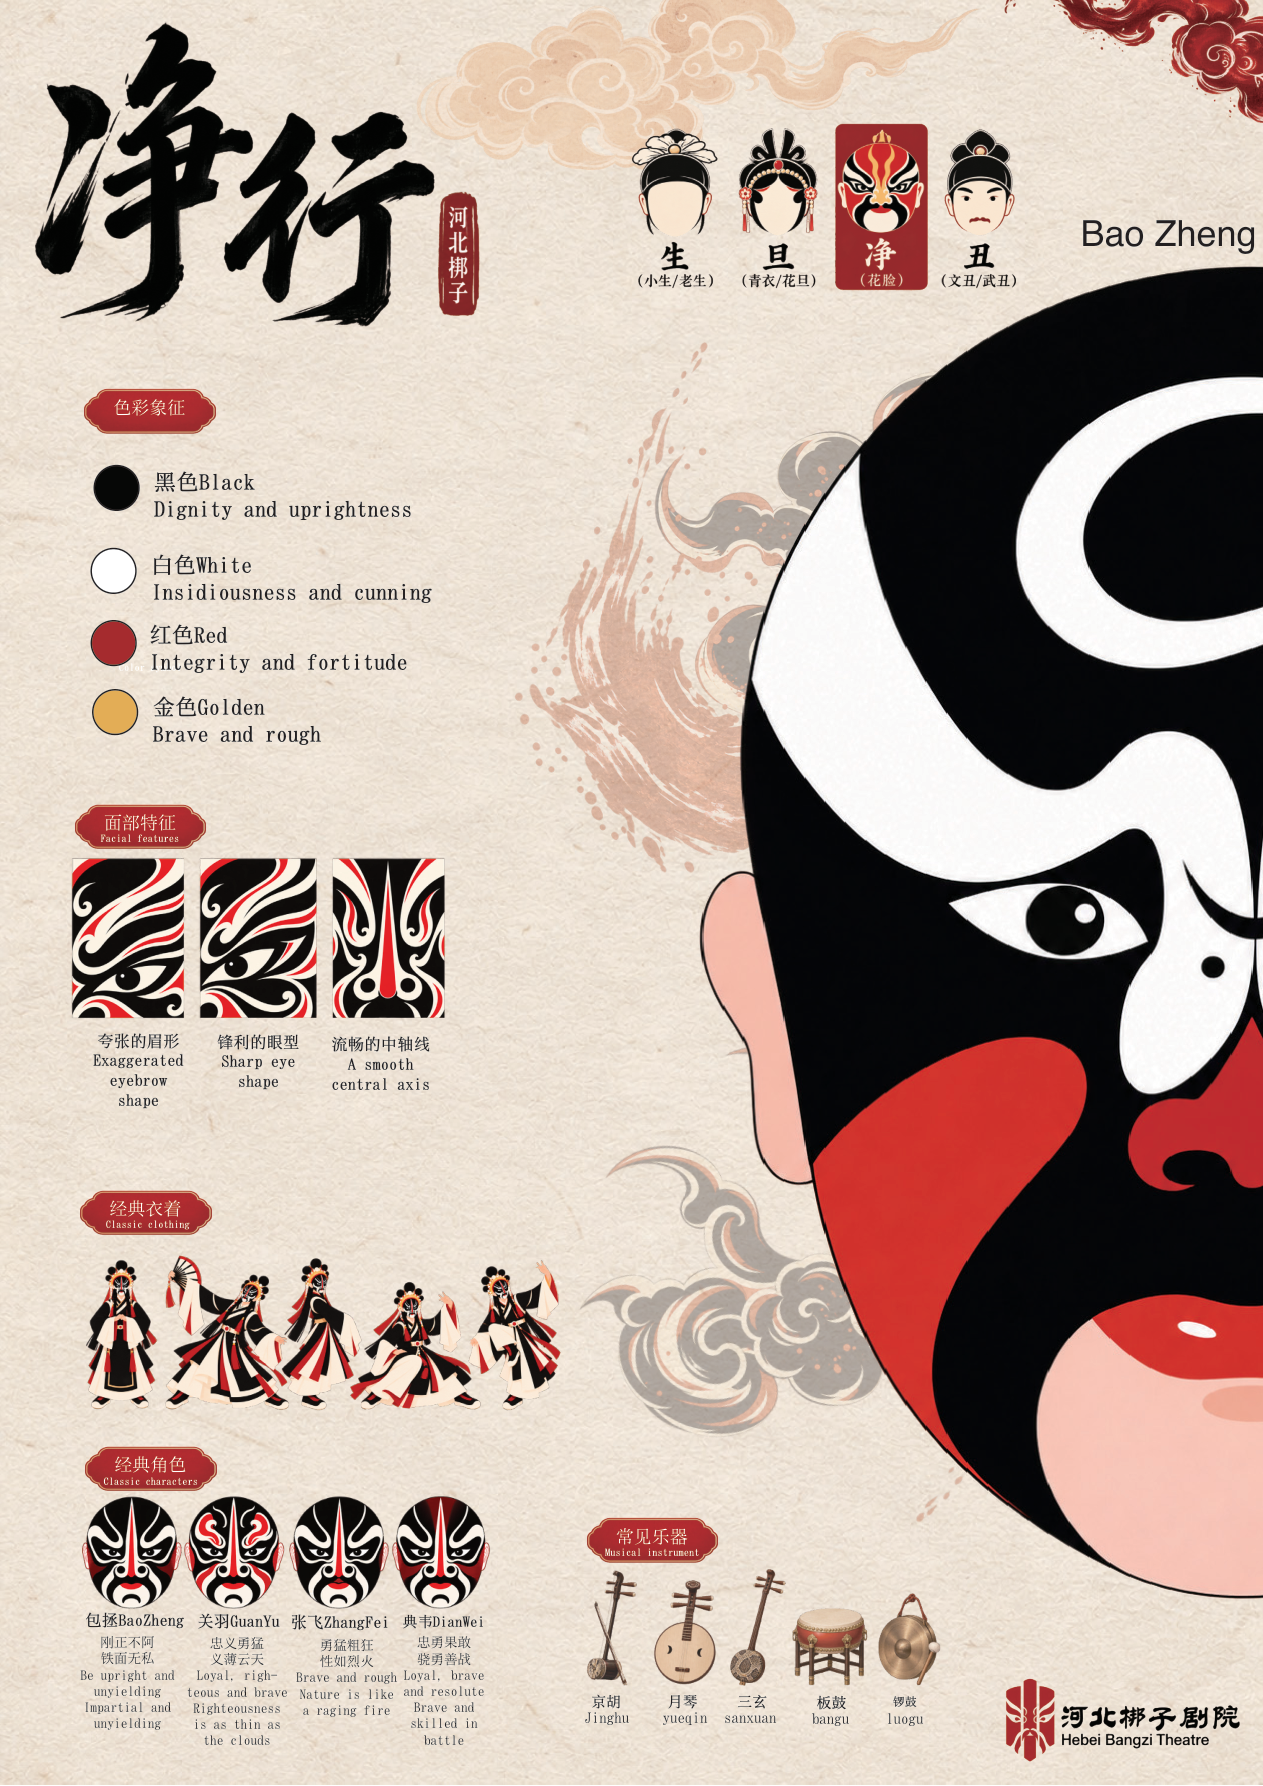 净行
河北梆子
生
（小生/老生）
旦
（青衣/花旦）
净
（花脸）
丑
（文丑/武丑）
Bao Zheng
色彩象征
黑色Black
Dignity and uprightness
白色White
Insidiousness and cunning
红色Red
Integrity and fortitude
金色Golden
Brave and rough
面部特征
Facial features
夸张的眉形
Exaggerated
eyebrow
shape
锋利的眼型
Sharp eye
shape
流畅的中轴线
A smooth
central axis
经典衣着
Classic clothing
经典角色
Classic characters
包拯BaoZheng
刚正不阿
铁面无私
Be upright and
unyielding
Impartial and
unyielding
关羽GuanYu
忠义勇猛
义薄云天
Loyal, righ-
teous and brave
Righteousness
is as thin as
the clouds
张飞ZhangFei
勇猛粗狂
性如烈火
Brave and rough
Nature is like
a raging fire
典韦DianWei
忠勇果敢
骁勇善战
Loyal, brave
and resolute
Brave and
skilled in
battle
常见乐器
Musical instrument
京胡
Jinghu
月琴
yueqin
三玄
sanxuan
板鼓
bangu
锣鼓
luogu
河北梆子剧院
Hebei Bangzi Theatre